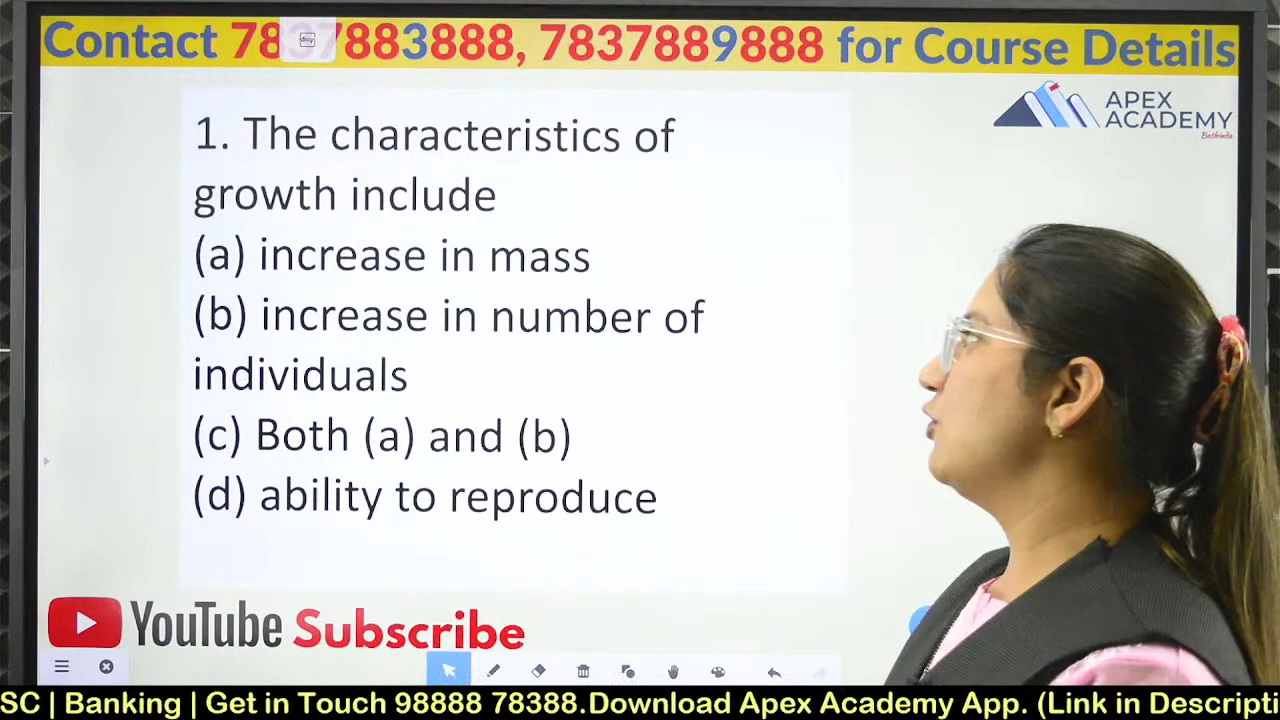 Contact 7837883888, 7837889888 for Course Details
APEX
ACADEMY
Bathinda
1. The characteristics of
growth include
(a) increase in mass
(b) increase in number of
individuals
(c) Both (a) and (b)
(d) ability to reproduce
YouTube Subscribe
SC | Banking | Get in Touch 98888 78388.Download Apex Academy App. (Link in Descripti